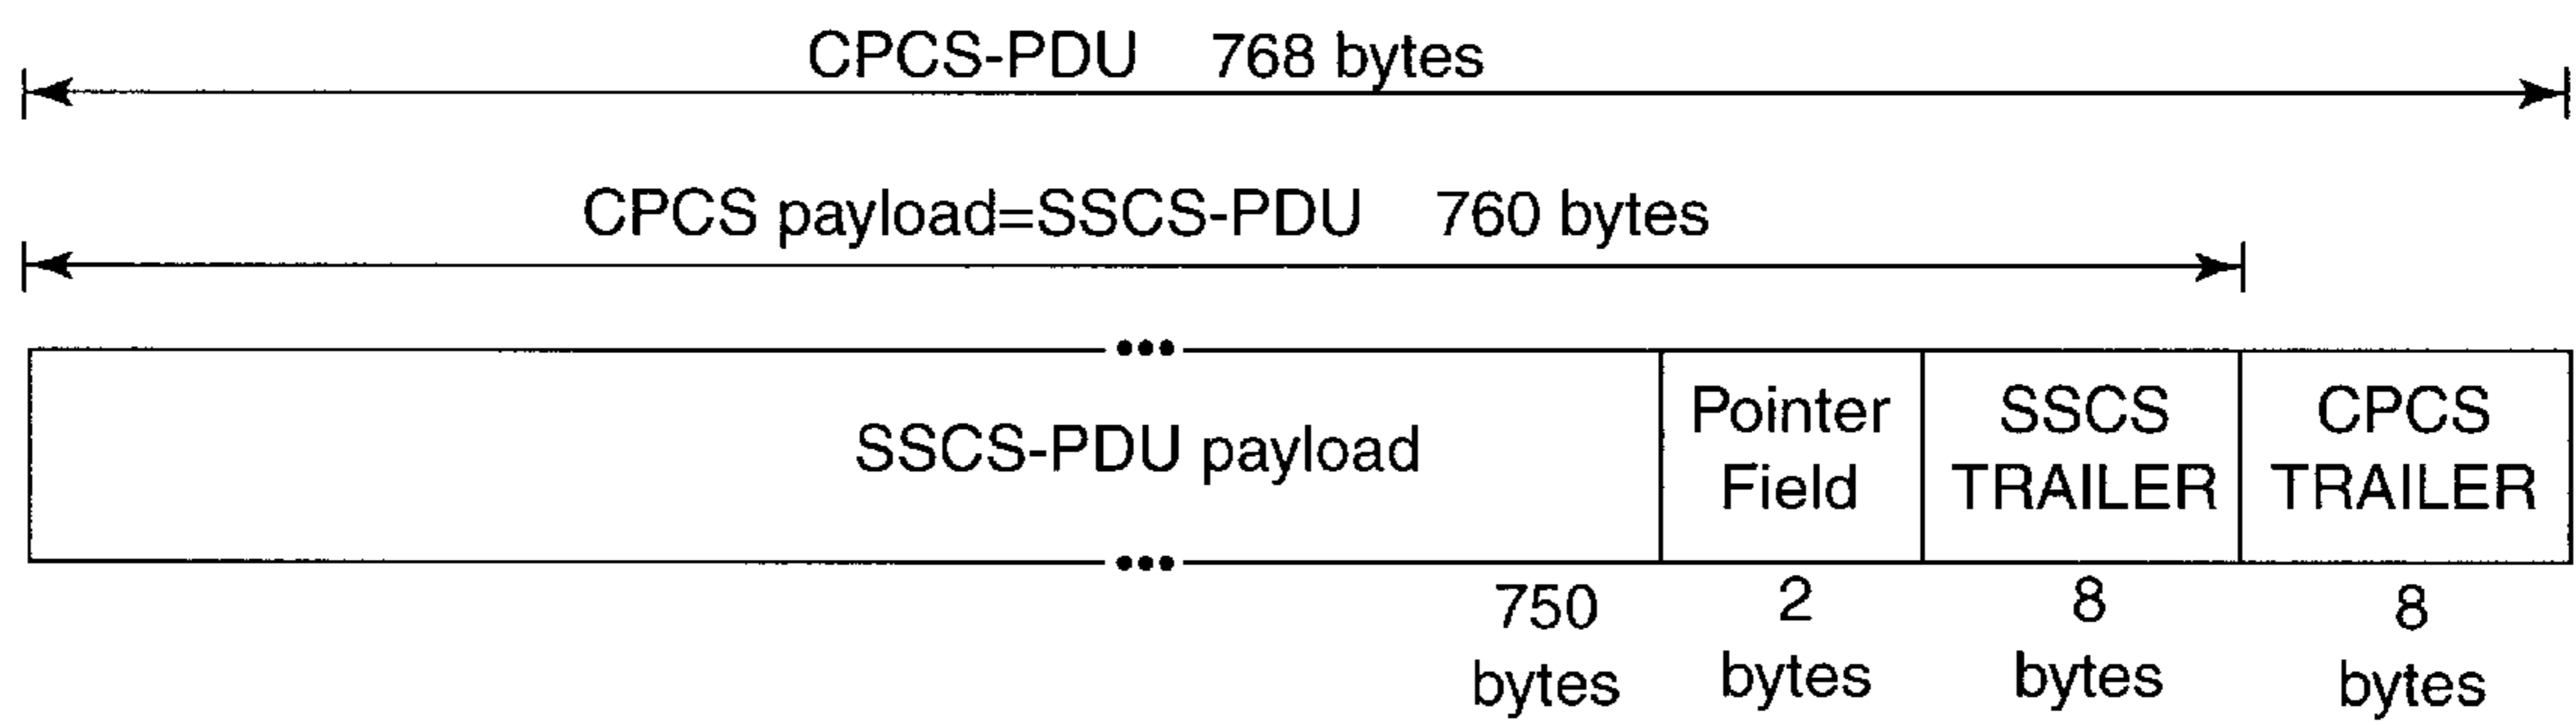 CPCS-PDU 768 bytes
CPCS payload=SSCS-PDU 760 bytes
•••
SSCS-PDU payload
Pointer
Field
SSCS
TRAILER
CPCS
TRAILER
•••
750
bytes
2
bytes
8
bytes
8
bytes